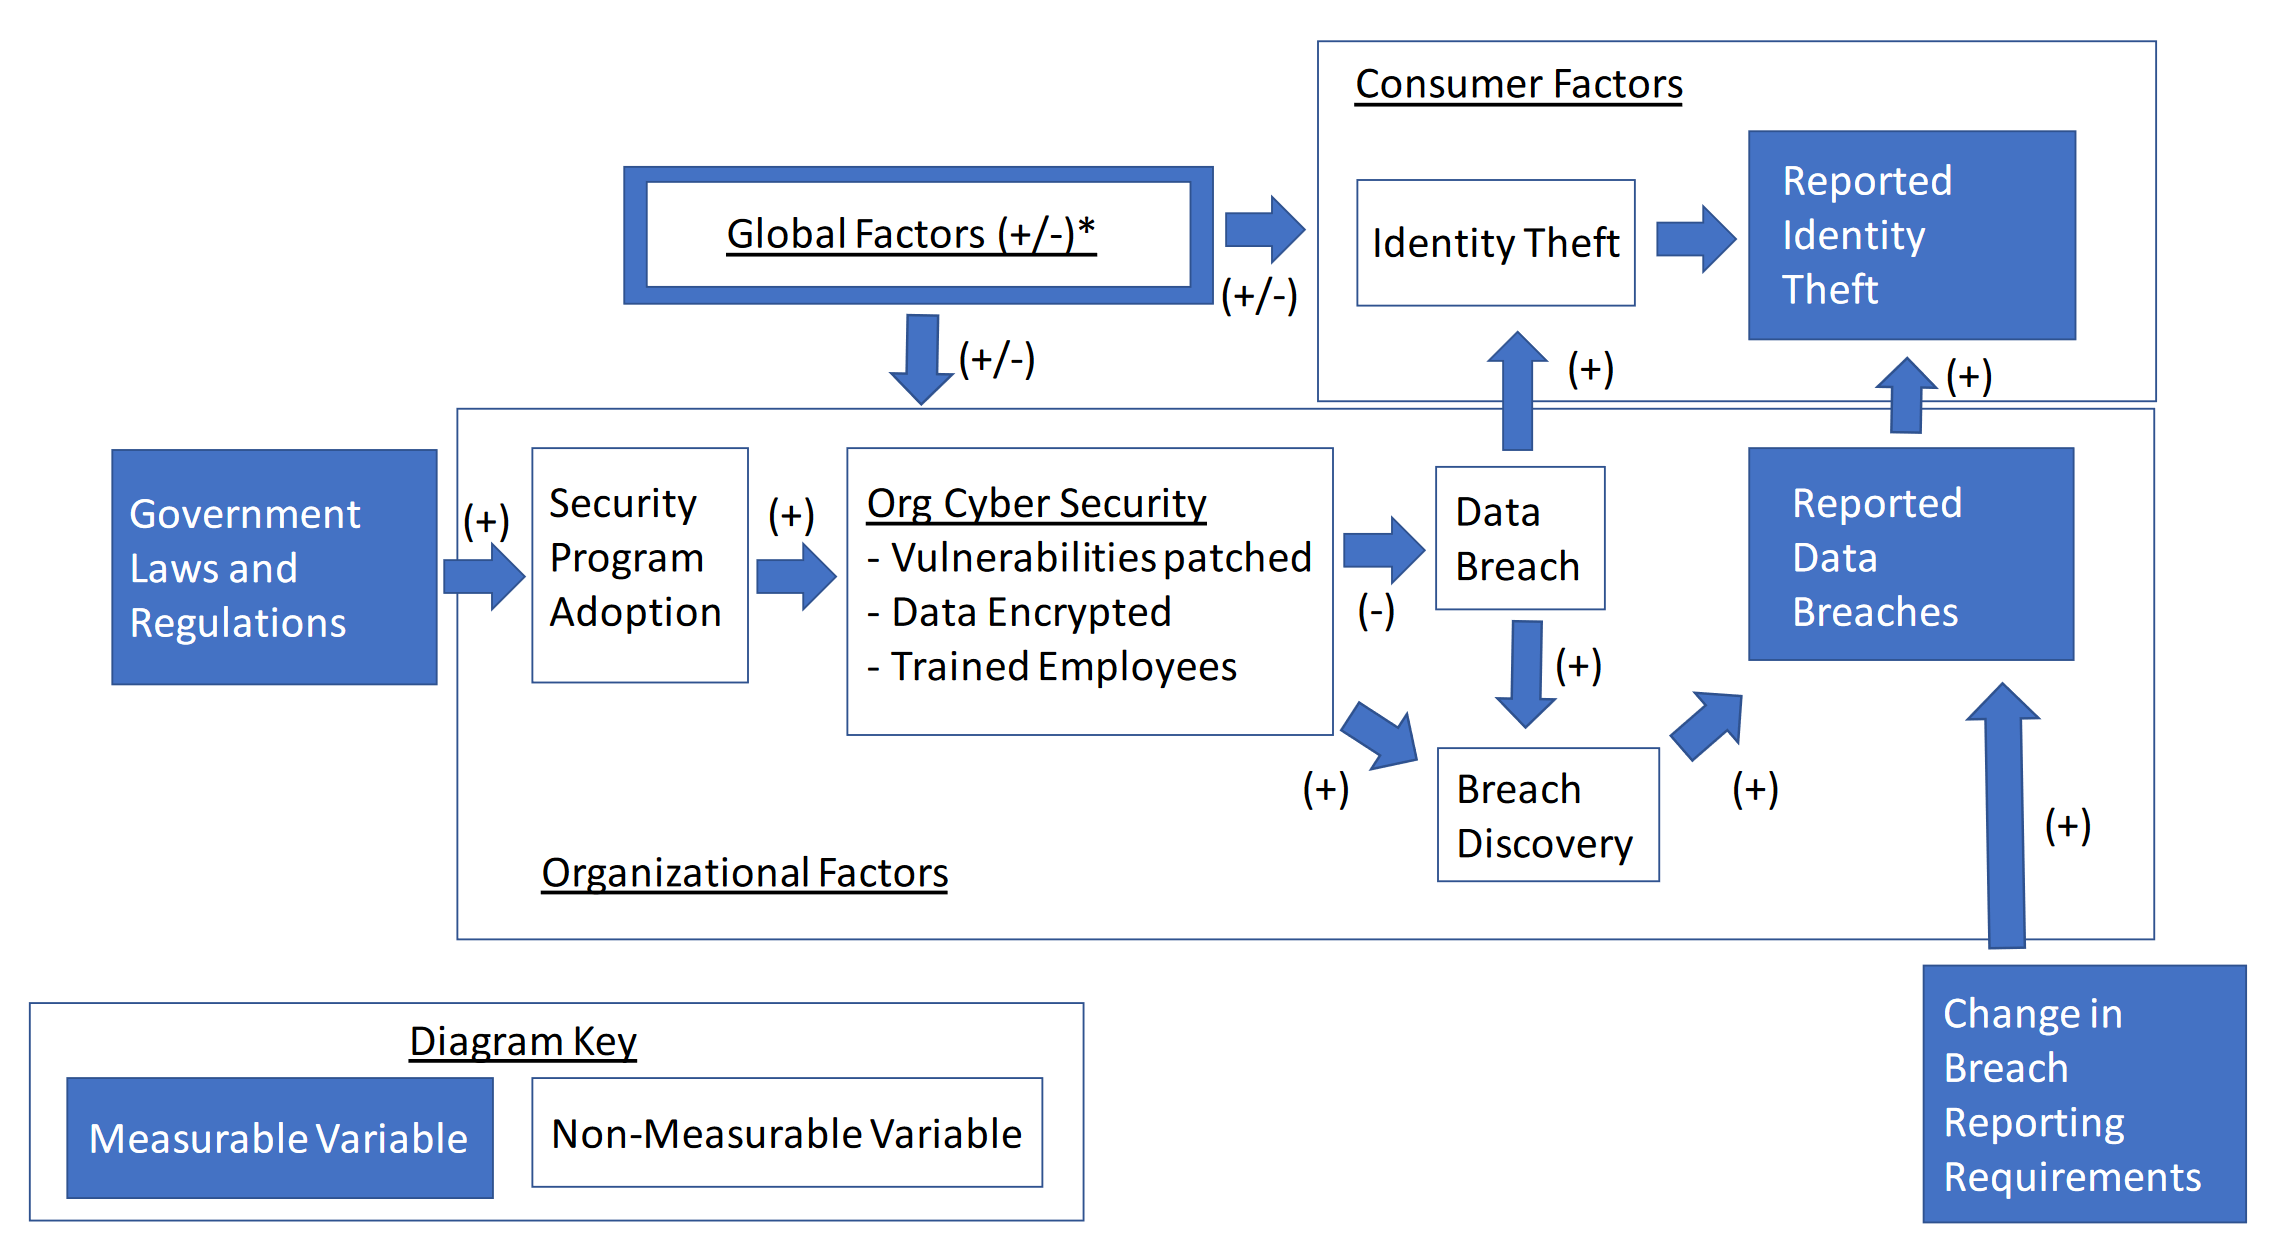 Consumer Factors
Reported
Identity
Theft
Identity Theft
Global Factors (+/-)*
(+/-)
(+/-)
(+)
(+)
Government
Laws and
Regulations
(+)
Security
Program
Adoption
(+)
Org Cyber Security
- Vulnerabilities patched
- Data Encrypted
- Trained Employees
(-)
Data
Breach
(+)
Reported
Data
Breaches
(+)
Breach
Discovery
(+)
(+)
Organizational Factors
Change in
Breach
Reporting
Requirements
Diagram Key
Measurable Variable
Non-Measurable Variable